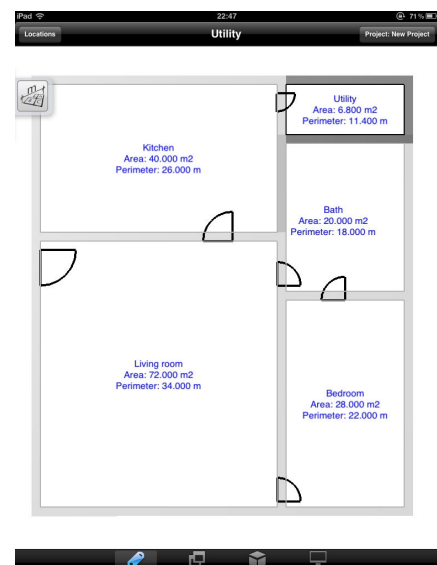 iPad 22:47 71%
Locations Utility Project: New Project
Utility
Area: 6.800 m2
Perimeter: 11.400 m
Kitchen
Area: 40.000 m2
Perimeter: 26.000 m
Bath
Area: 20.000 m2
Perimeter: 18.000 m
Living room
Area: 72.000 m2
Perimeter: 34.000 m
Bedroom
Area: 28.000 m2
Perimeter: 22.000 m